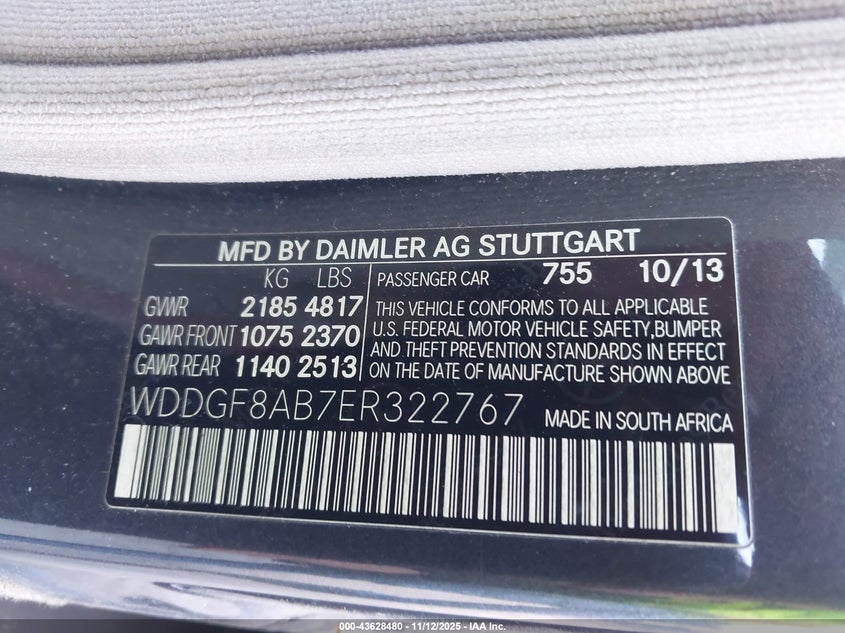 MFD BY DAIMLER AG STUTTGART
KG LBS
GVWR 2185 4817
GAWR FRONT 1075 2370
GAWR REAR 1140 2513
PASSENGER CAR 755 10/13
THIS VEHICLE CONFORMS TO ALL APPLICABLE
U.S. FEDERAL MOTOR VEHICLE SAFETY,BUMPER
AND THEFT PREVENTION STANDARDS IN EFFECT
ON THE DATE OF MANUFACTURE SHOWN ABOVE
WDDGF8AB7ER322767 MADE IN SOUTH AFRICA
000-43628480 - 11/12/2025 - IAA Inc.